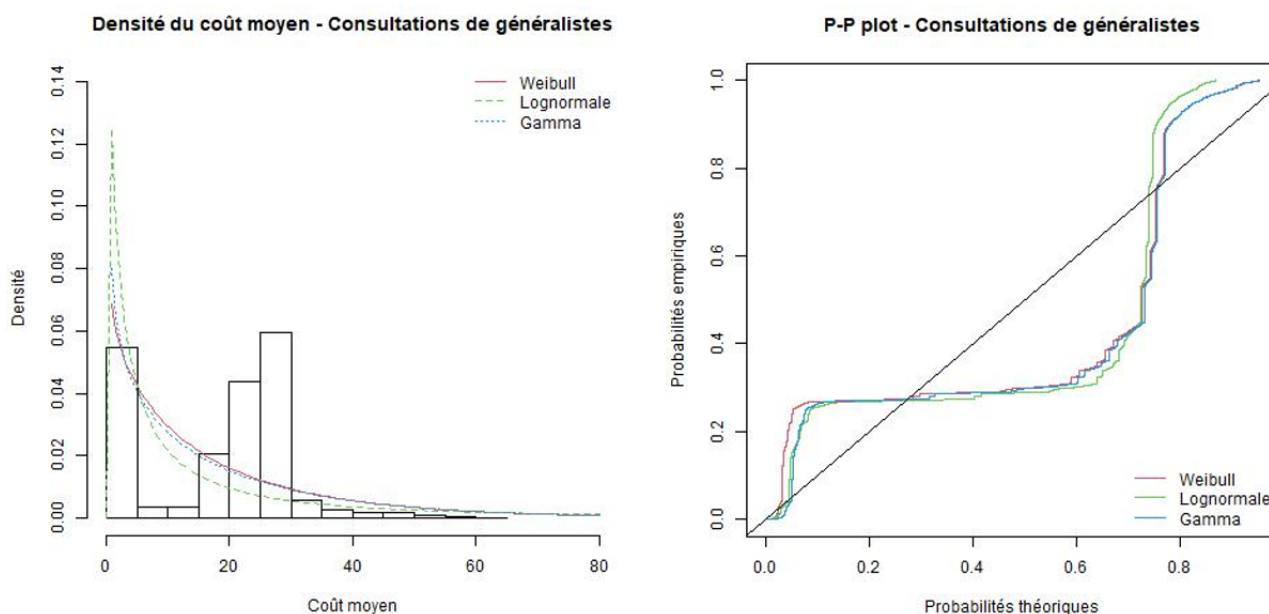 Densité du coût moyen - Consultations de généralistes
Densité
0.00
0.02
0.04
0.06
0.08
0.10
0.12
0.14
Weibull
Lognormale
Gamma
0
20
40
60
80
Coût moyen
P-P plot - Consultations de généralistes
Probabilités empiriques
0.0
0.2
0.4
0.6
0.8
1.0
Weibull
Lognormale
Gamma
0.0
0.2
0.4
0.6
0.8
Probabilités théoriques